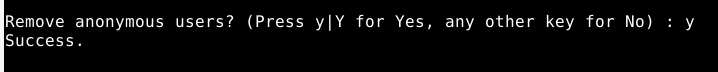 Remove anonymous users? (Press y|Y for Yes, any other key for No) : y
Success.